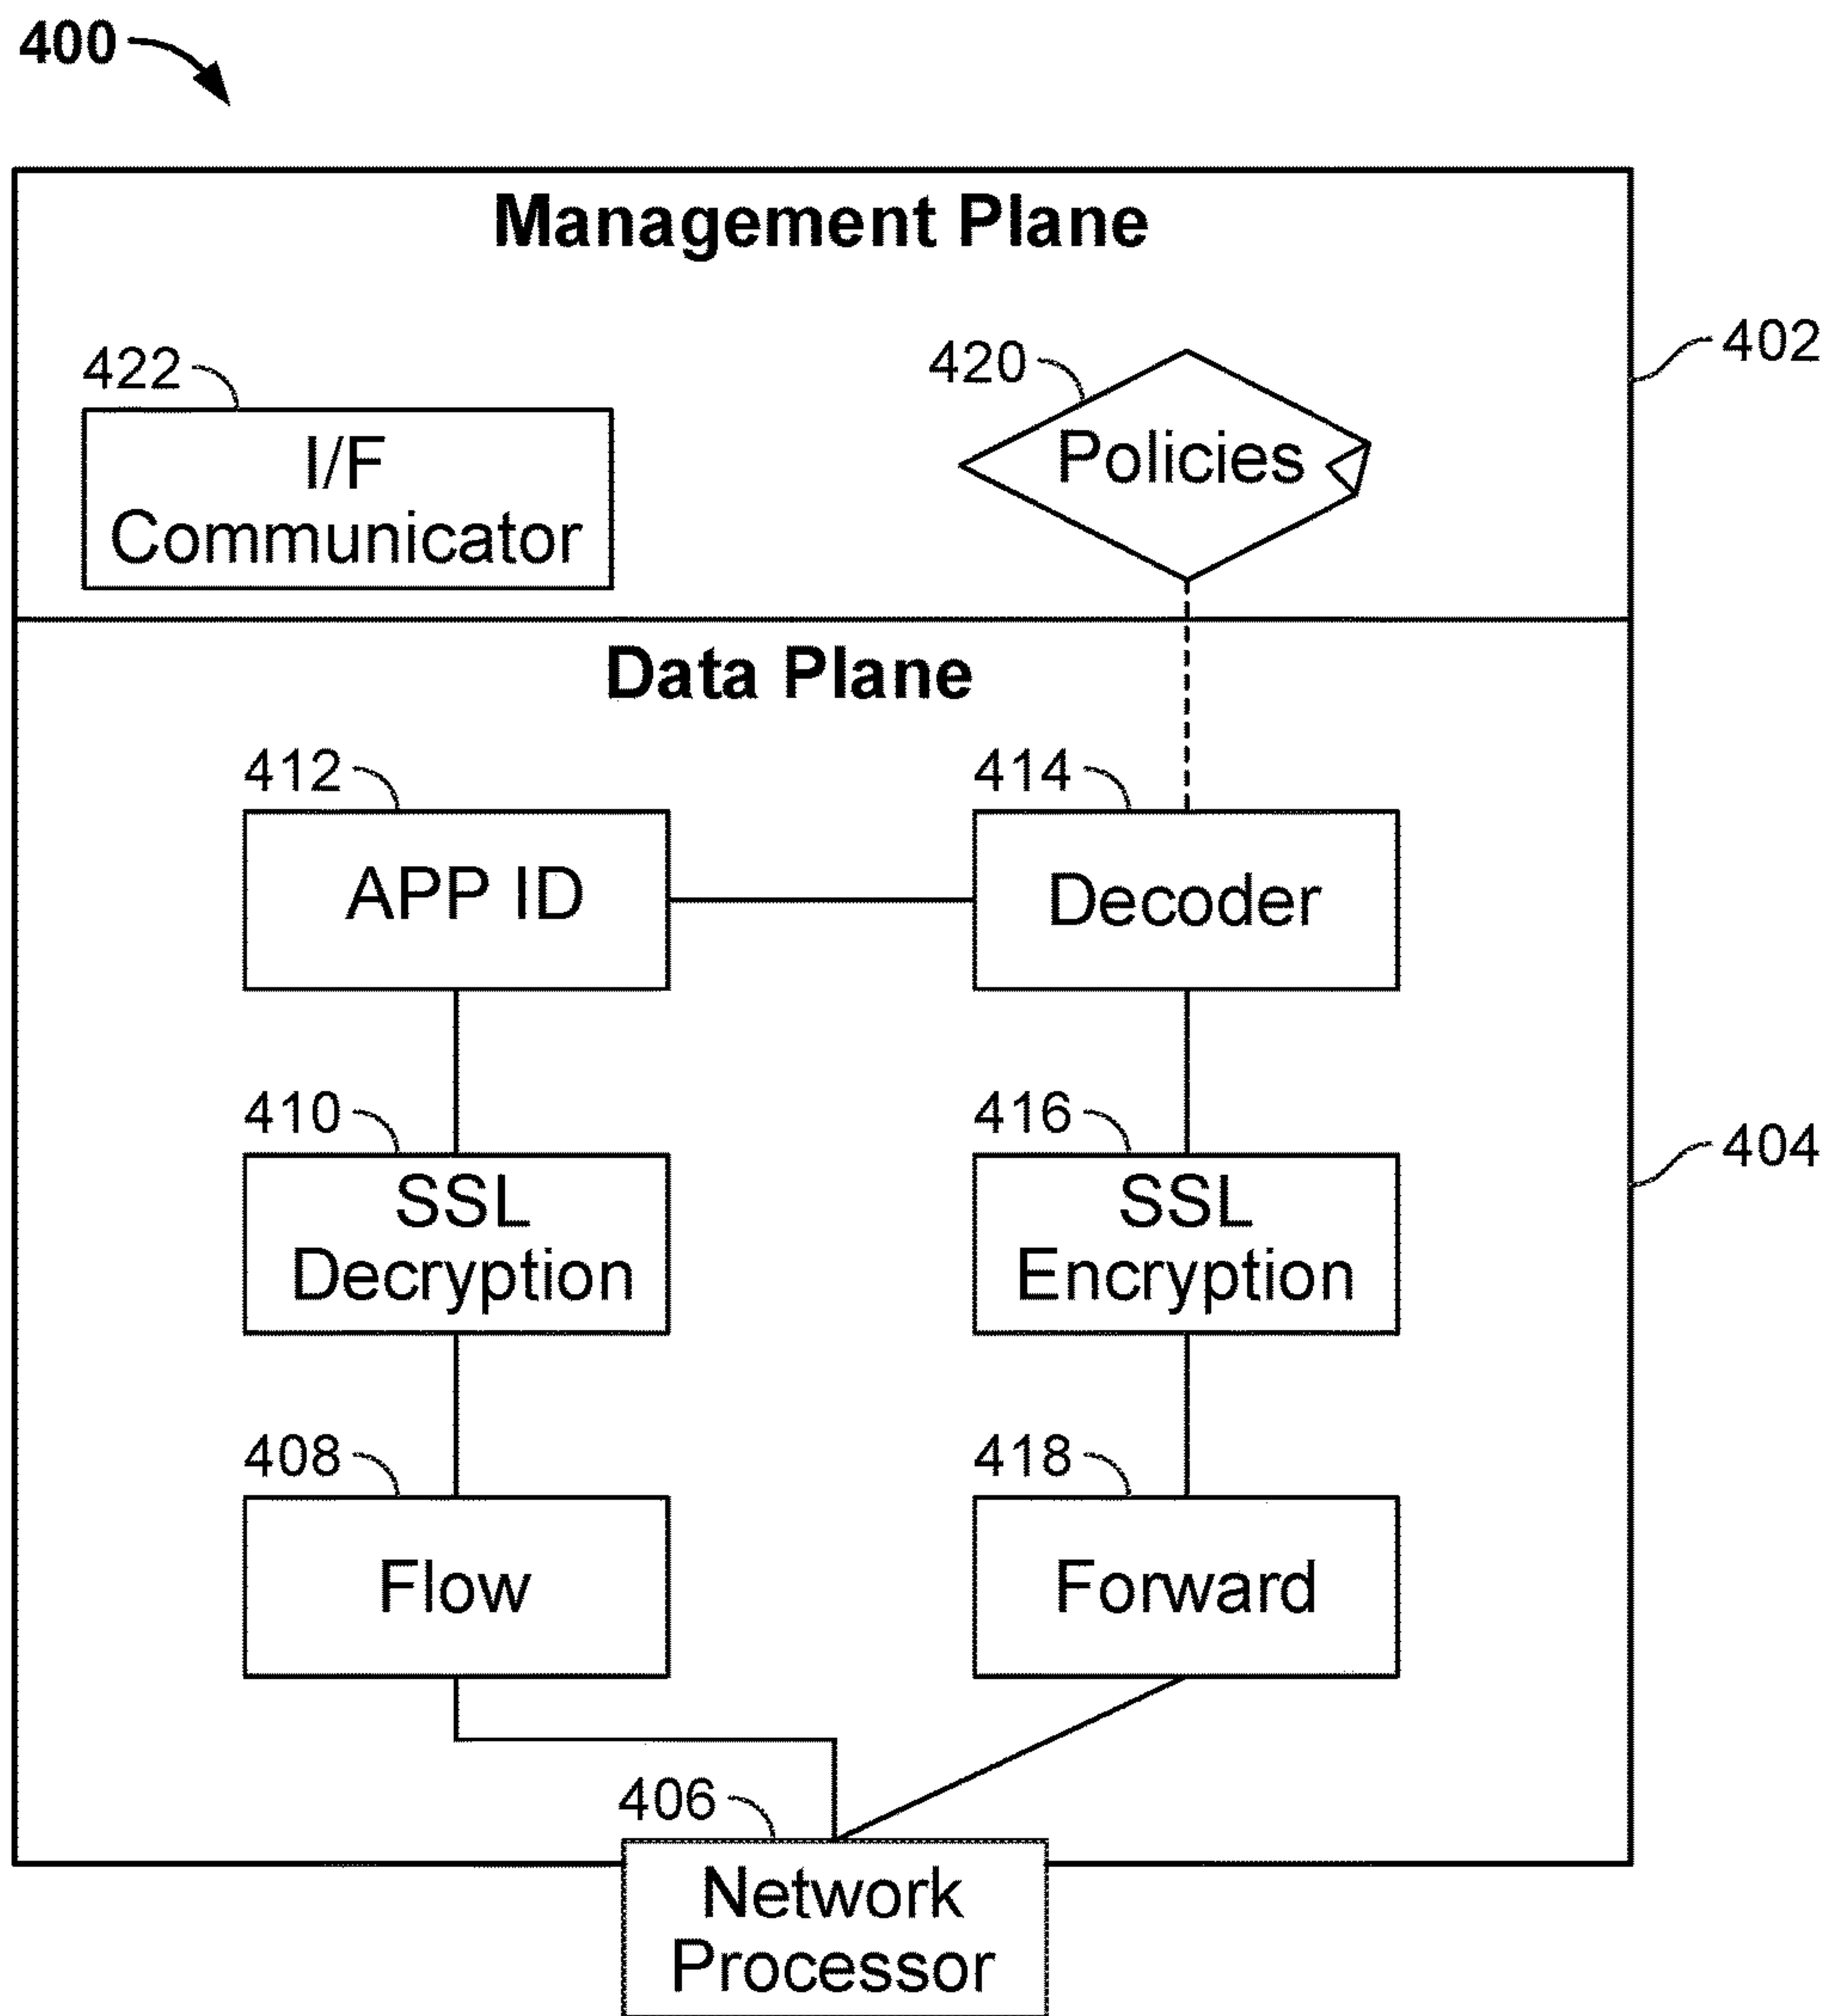 400
Management Plane
422
420
402
I/F
Communicator
Policies
Data Plane
412
414
APP ID
Decoder
410
416
404
SSL
Decryption
SSL
Encryption
408
418
Flow
Forward
406
Network
Processor